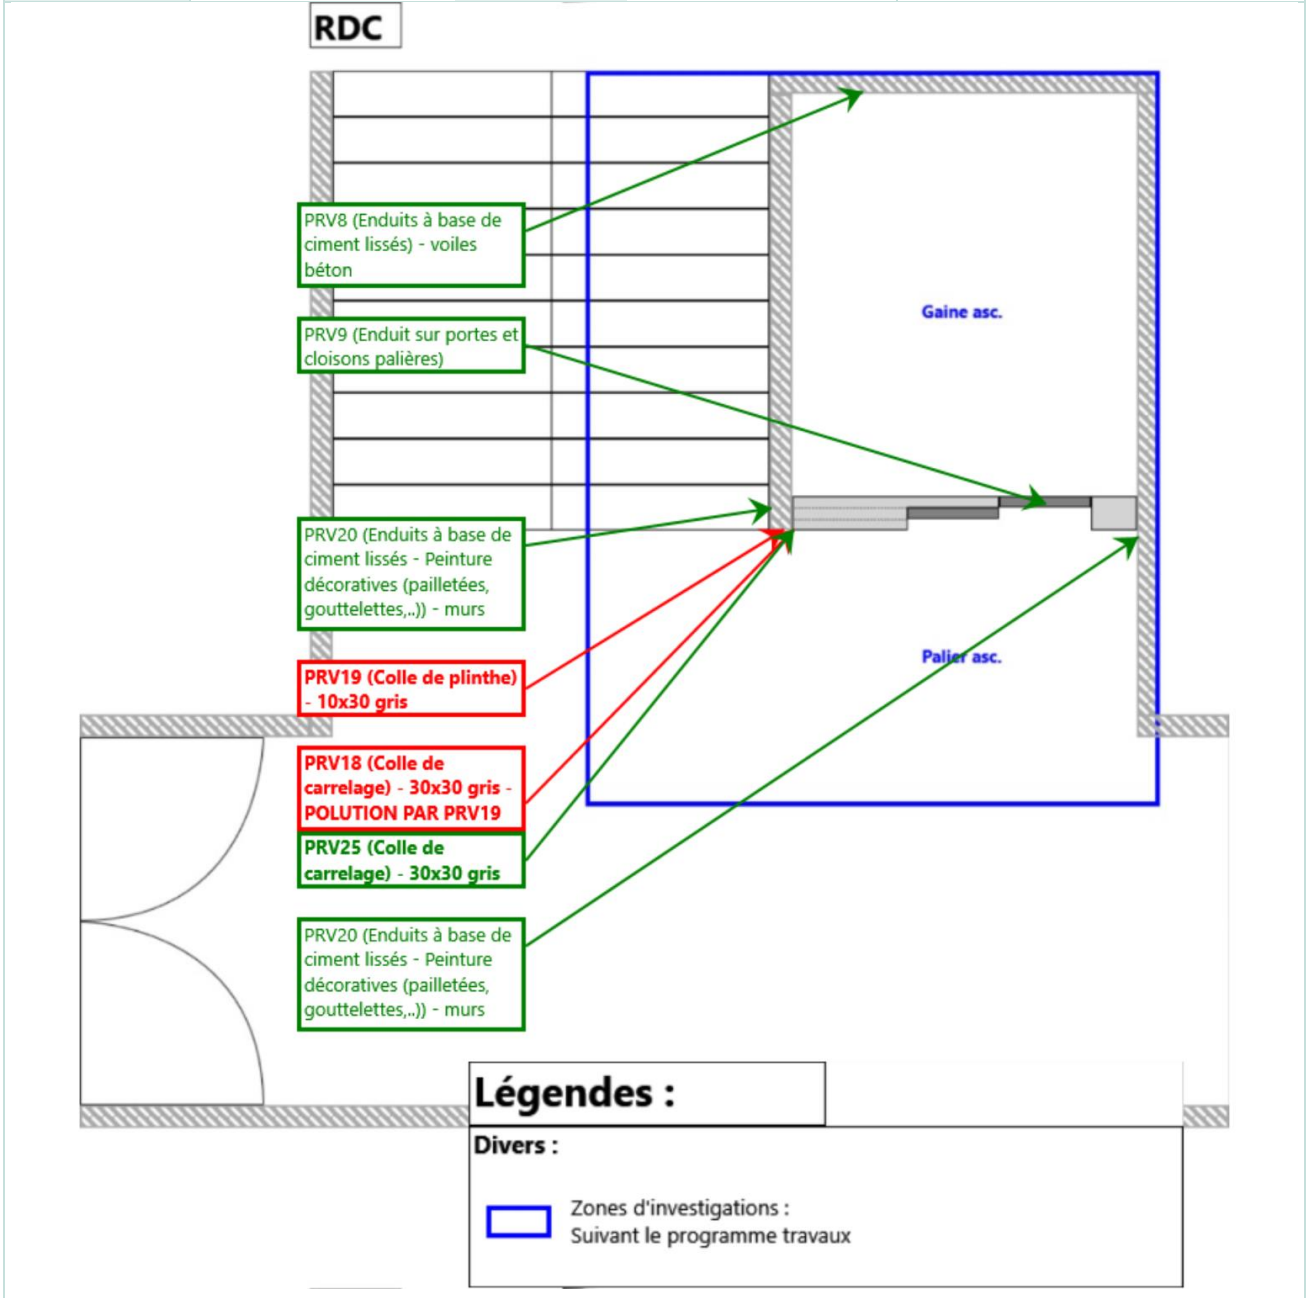 RDC
PRV8 (Enduits à base de
ciment lissés) - voiles
béton
Gaine asc.
PRV9 (Enduit sur portes et
cloisons palières)
PRV20 (Enduits à base de
ciment lissés - Peinture
décoratives (pailletées,
gouttelettes,..)) - murs
Palier asc.
PRV19 (Colle de plinthe)
- 10x30 gris
PRV18 (Colle de
carrelage) - 30x30 gris -
POLUTION PAR PRV19
PRV25 (Colle de
carrelage) - 30x30 gris
PRV20 (Enduits à base de
ciment lissés - Peinture
décoratives (pailletées,
gouttelettes,..)) - murs
Légendes :
Divers :
Zones d'investigations :
Suivant le programme travaux